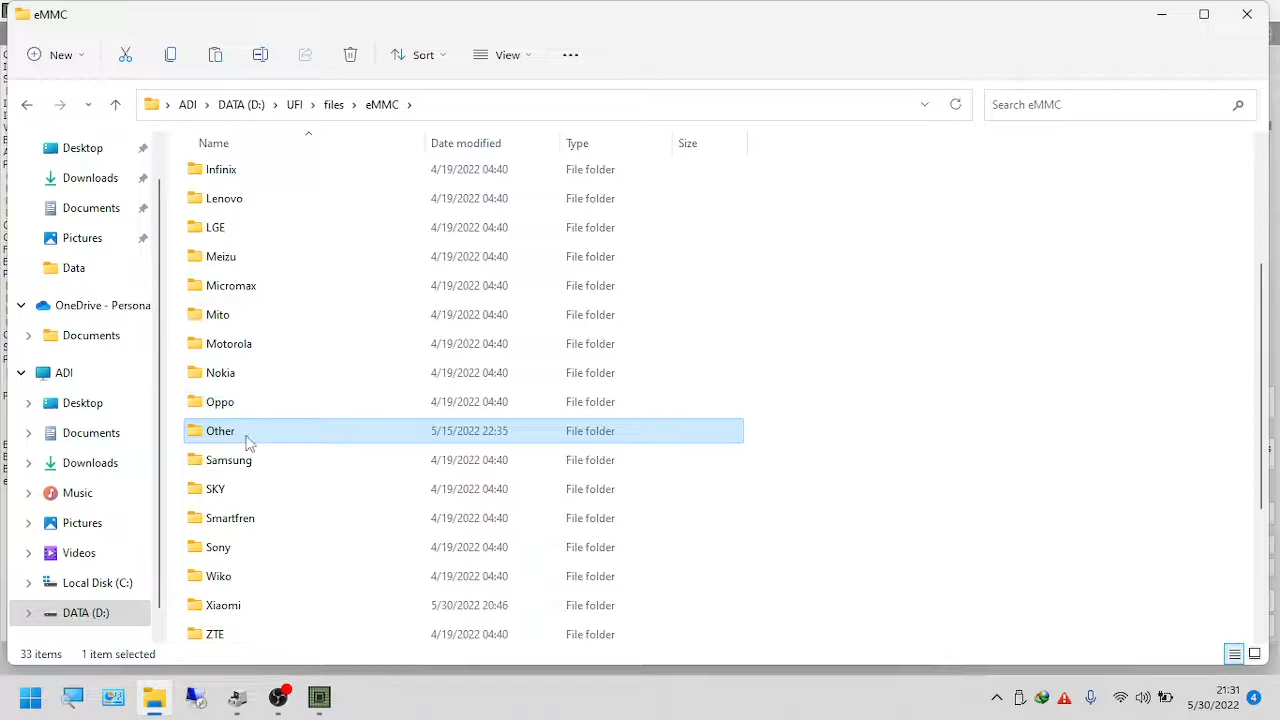 eMMC
New
Sort
View
ADI
DATA (D:)
UFI
files
eMMC
Search eMMC
Name
Date modified
Type
Size
Desktop
Downloads
Documents
Pictures
Data
OneDrive - Persona
Documents
ADI
Desktop
Documents
Downloads
Music
Pictures
Videos
Local Disk (C:)
DATA (D:)
Infinix 4/19/2022 04:40 File folder
Lenovo 4/19/2022 04:40 File folder
LGE 4/19/2022 04:40 File folder
Meizu 4/19/2022 04:40 File folder
Micromax 4/19/2022 04:40 File folder
Mito 4/19/2022 04:40 File folder
Motorola 4/19/2022 04:40 File folder
Nokia 4/19/2022 04:40 File folder
Oppo 4/19/2022 04:40 File folder
Other 5/15/2022 22:35 File folder
Samsung 4/19/2022 04:40 File folder
SKY 4/19/2022 04:40 File folder
Smartfren 4/19/2022 04:40 File folder
Sony 4/19/2022 04:40 File folder
Wiko 4/19/2022 04:40 File folder
Xiaomi 5/30/2022 20:46 File folder
ZTE 4/19/2022 04:40 File folder
33 items 1 item selected
21:31
5/30/2022
4